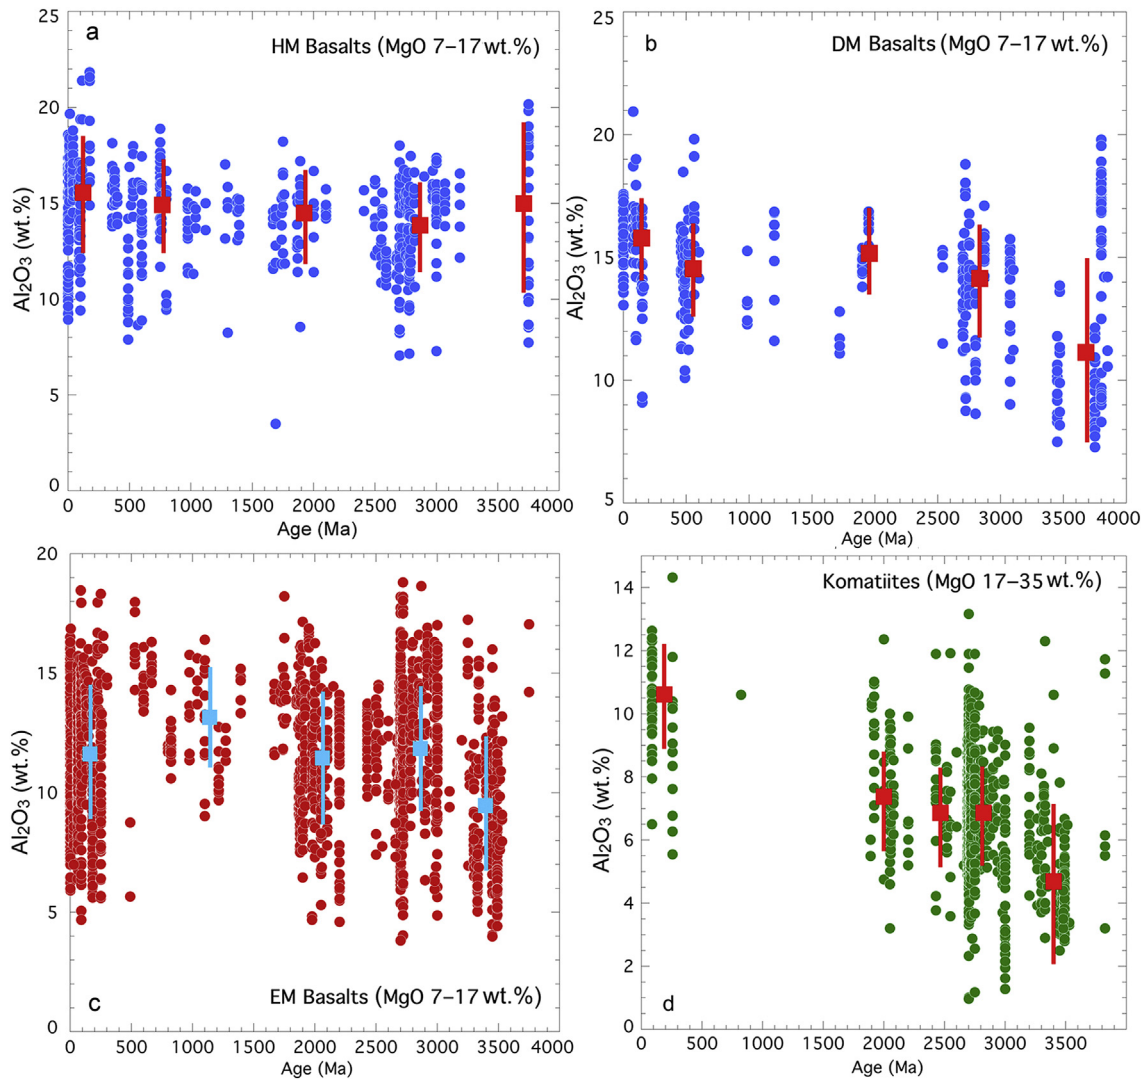 a
HM Basalts (MgO 7–17 wt.%)
25
20
15
10
5
0
Al₂O₃ (wt.%)
0 500 1000 1500 2000 2500 3000 3500 4000
Age (Ma)
b
DM Basalts (MgO 7–17 wt.%)
25
20
15
10
5
Al₂O₃ (wt.%)
0 500 1000 1500 2000 2500 3000 3500 4000
Age (Ma)
20
15
10
5
0
Al₂O₃ (wt.%)
c
EM Basalts (MgO 7–17 wt.%)
0 500 1000 1500 2000 2500 3000 3500 4000
Age (Ma)
Komatiites (MgO 17–35 wt.%)
14
12
10
8
6
4
2
0
Al₂O₃ (wt.%)
d
0 500 1000 1500 2000 2500 3000 3500
Age (Ma)